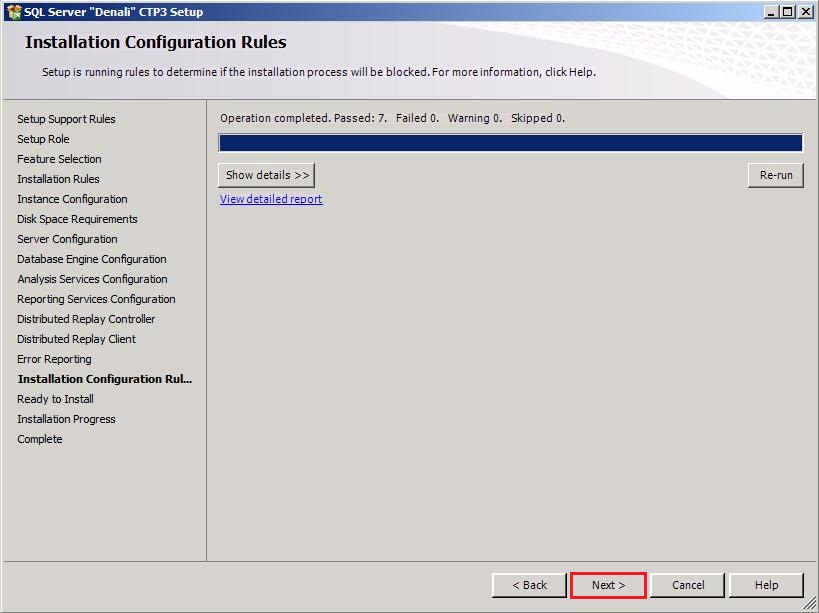 SQL Server "Denali" CTP3 Setup
Installation Configuration Rules
Setup is running rules to determine if the installation process will be blocked. For more information, click Help.
Setup Support Rules
Setup Role
Feature Selection
Installation Rules
Instance Configuration
Disk Space Requirements
Server Configuration
Database Engine Configuration
Analysis Services Configuration
Reporting Services Configuration
Distributed Replay Controller
Distributed Replay Client
Error Reporting
Installation Configuration Rul...
Ready to Install
Installation Progress
Complete
Operation completed. Passed: 7. Failed 0. Warning 0. Skipped 0.
Show details >>
Re-run
View detailed report
< Back
Next >
Cancel
Help